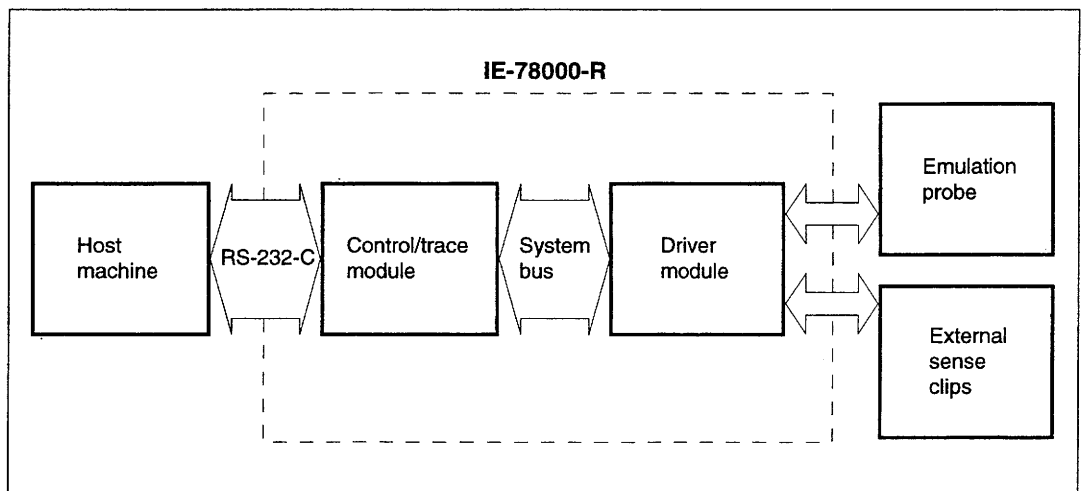 IE-78000-R
Host
machine
RS-232-C
Control/trace
module
System
bus
Driver
module
Emulation
probe
External
sense
clips